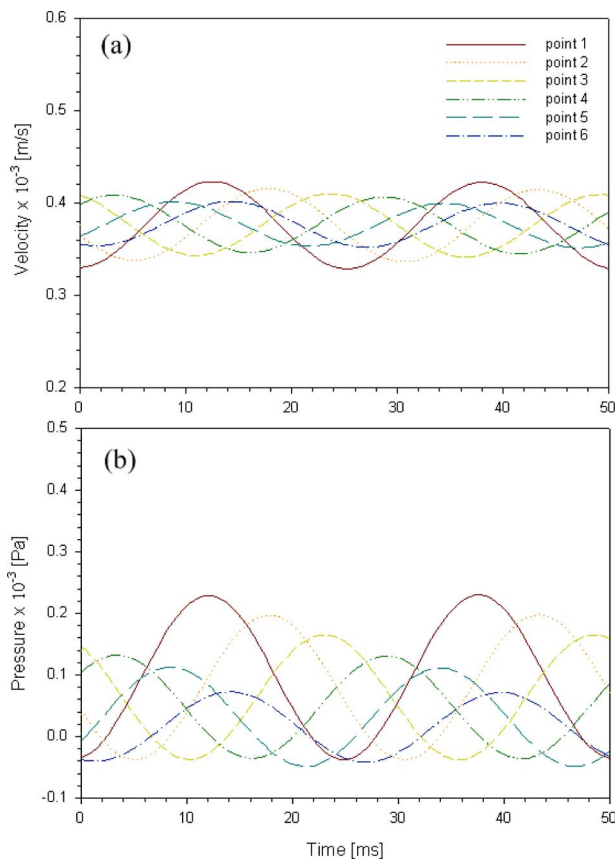 (a)
0.6
0.5
0.4
0.3
0.2
Velocity x 10⁻³ [m/s]
point 1
point 2
point 3
point 4
point 5
point 6
0 10 20 30 40 50
(b)
0.5
0.4
0.3
0.2
0.1
0.0
-0.1
Pressure x 10⁻³ [Pa]
0 10 20 30 40 50
Time [ms]